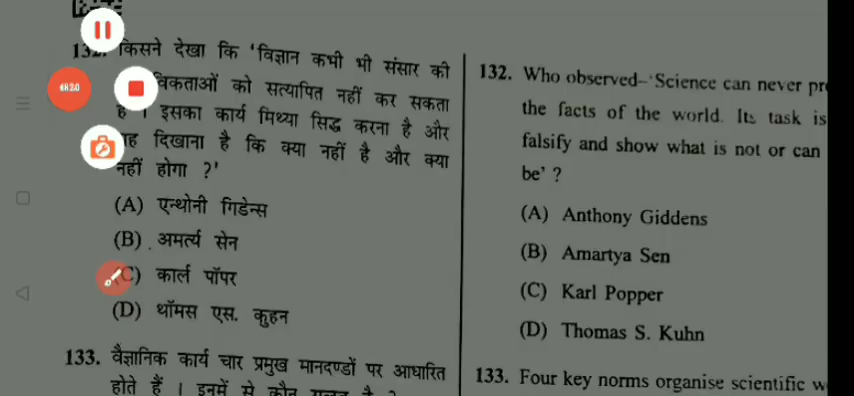 132. किसने देखा कि 'विज्ञान कभी भी संसार की
को सत्यापित नहीं कर सकता
है । इसका कार्य मिथ्या सिद्ध करना है और
यह दिखाना है कि क्या नहीं है और क्या
नहीं होगा ?'
(A) एन्थोनी गिडेन्स
(B) अमर्त्य सेन
(C) कार्ल पॉपर
(D) थॉमस एस. कुहन
133. वैज्ञानिक कार्य चार प्रमुख मानदण्डों पर आधारित
होते हैं । इनमें से कौन गलत है ?
132. Who observed–'Science can never
the facts of the world. Its task is
falsify and show what is not or can
be' ?
(A) Anthony Giddens
(B) Amartya Sen
(C) Karl Popper
(D) Thomas S. Kuhn
133. Four key norms organise scientific